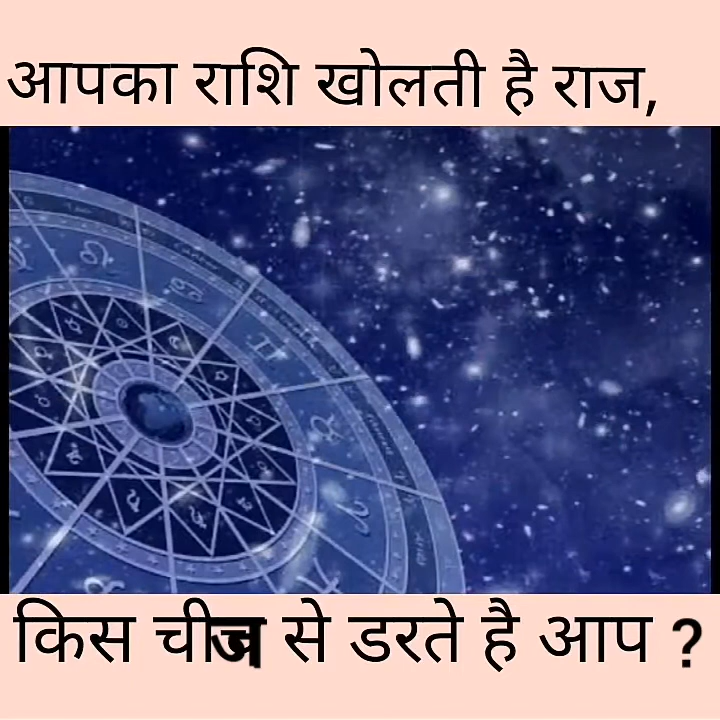 आपका राशि खोलती है राज,
किस चीज से डरते है आप ?